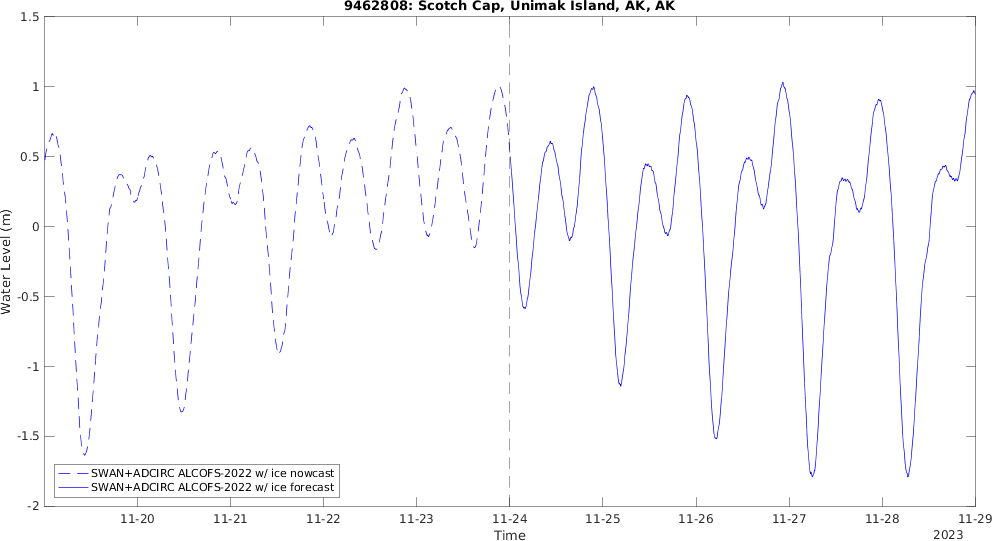 9462808: Scotch Cap, Unimak Island, AK, AK
1.5
1
0.5
0
-0.5
-1
-1.5
-2
Water Level (m)
SWAN+ADCIRC ALCOFS-2022 w/ ice nowcast
SWAN+ADCIRC ALCOFS-2022 w/ ice forecast
11-20 11-21 11-22 11-23 11-24 11-25 11-26 11-27 11-28 11-29
Time
2023